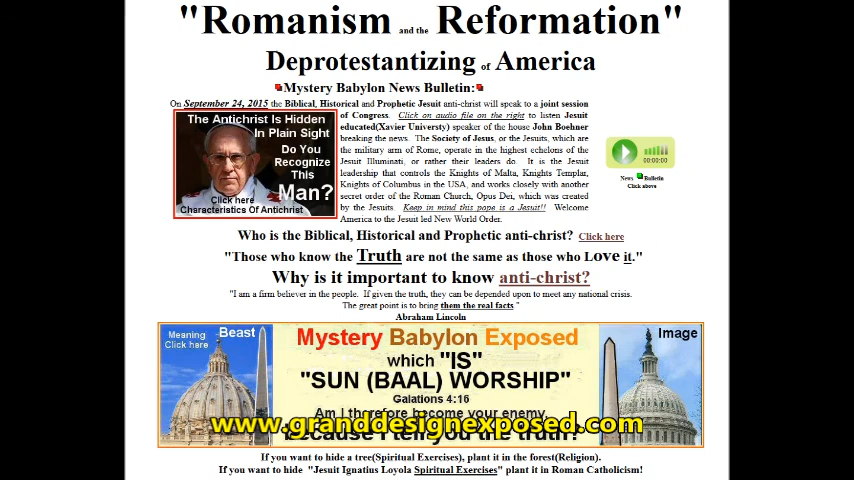 "Romanism and the Reformation"
Deprotestantizing of America
Mystery Babylon News Bulletin:
On September 24, 2015 the Biblical, Historical and Prophetic Jesuit anti-christ will speak to a joint session
of Congress. Click on audio file on the right to listen Jesuit
educated(Xavier Universty) speaker of the house John Boehner
breaking the news. The Society of Jesus, or the Jesuits, which are
the military arm of Rome, operate in the highest echelons of the
Jesuit Illuminati, or rather their leaders do. It is the Jesuit
leadership that controls the Knights of Malta, Knights Templar,
Knights of Columbus in the USA, and works closely with another
secret order of the Roman Church, Opus Dei, which was created
by the Jesuits. Keep in mind this pope is a Jesuit!! Welcome
America to the Jesuit led New World Order.
The Antichrist Is Hidden
In Plain Sight
Do You
Recognize
This
Man?
Click here
Characteristics Of Antichrist
00:00:00
News Bulletin
Click above
Who is the Biblical, Historical and Prophetic anti-christ? Click here
"Those who know the Truth are not the same as those who Love it."
Why is it important to know anti-christ?
"I am a firm believer in the people. If given the truth, they can be depended upon to meet any national crisis.
The great point is to bring them the real facts."
Abraham Lincoln
Meaning
Click here
Beast
Mystery Babylon Exposed
which "IS"
"SUN (BAAL) WORSHIP"
Galations 4:16
Am I therefore become your enemy,
because I tell you the truth?
Image
www.granddesignexposed.com
If you want to hide a tree(Spiritual Exercises), plant it in the forest(Religion).
If you want to hide "Jesuit Ignatius Loyola Spiritual Exercises" plant it in Roman Catholicism!